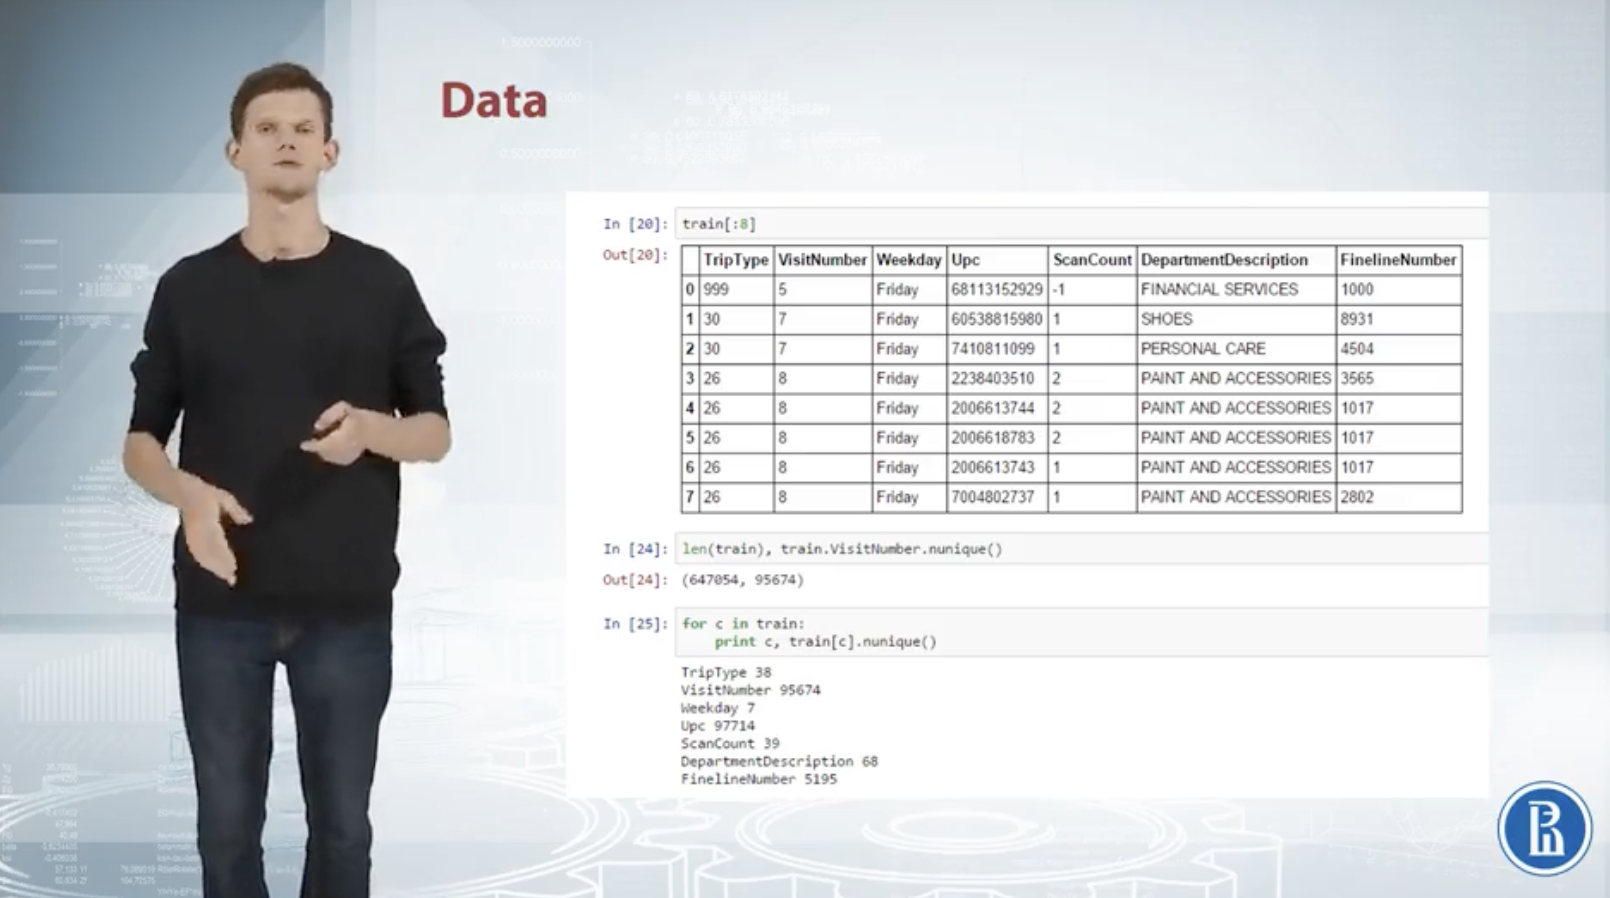 Data
In [20]: train[:8]
Out[20]:
TripType VisitNumber Weekday Upc ScanCount DepartmentDescription FinelineNumber
0 999 5 Friday 68113152929 -1 FINANCIAL SERVICES 1000
1 30 7 Friday 60538815980 1 SHOES 8931
2 30 7 Friday 7410811099 1 PERSONAL CARE 4504
3 26 8 Friday 2238403510 2 PAINT AND ACCESSORIES 3565
4 26 8 Friday 2006613744 2 PAINT AND ACCESSORIES 1017
5 26 8 Friday 2006618783 2 PAINT AND ACCESSORIES 1017
6 26 8 Friday 2006613743 1 PAINT AND ACCESSORIES 1017
7 26 8 Friday 7004802737 1 PAINT AND ACCESSORIES 2802
In [24]: len(train), train.VisitNumber.nunique()
Out[24]: (647054, 95674)
In [25]: for c in train:
print c, train[c].nunique()
TripType 38
VisitNumber 95674
Weekday 7
Upc 97714
ScanCount 39
DepartmentDescription 68
FinelineNumber 5195